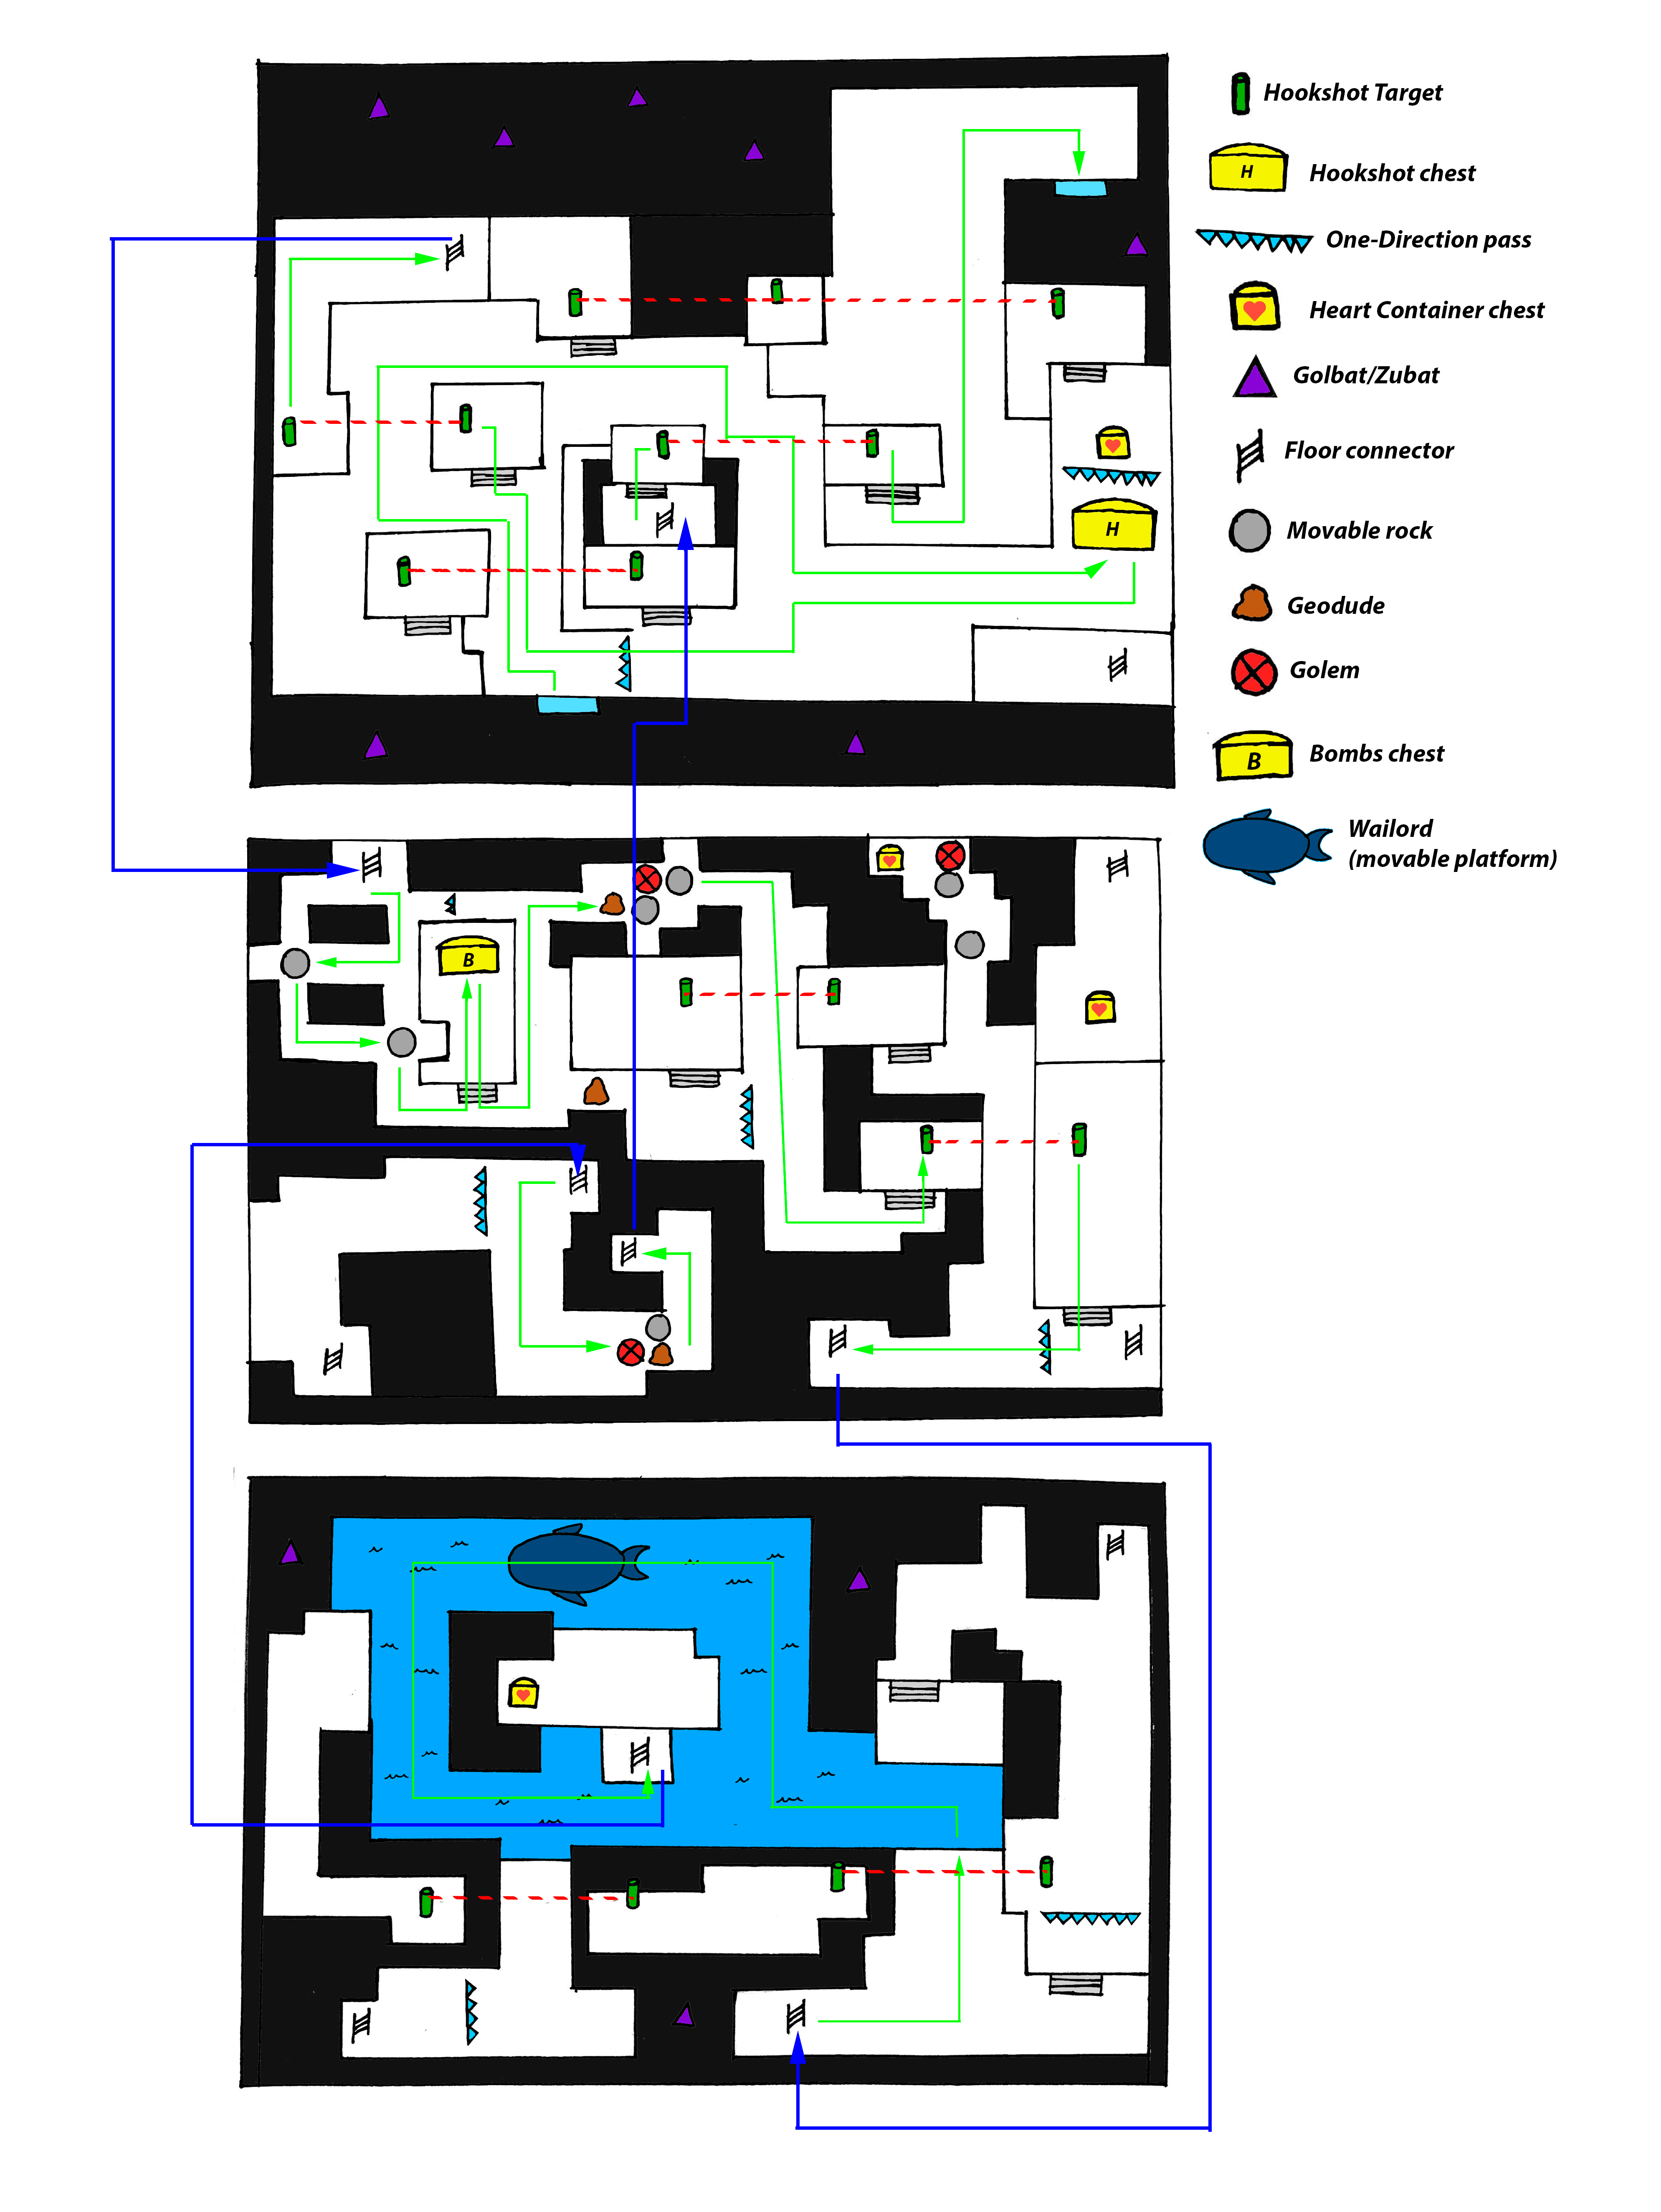 Hookshot Target
H
Hookshot chest
One-Direction pass
Heart Container chest
Golbat/Zubat
H
Floor connector
Movable rock
Geodude
Golem
B
Bombs chest
Wailord
(movable platform)
B